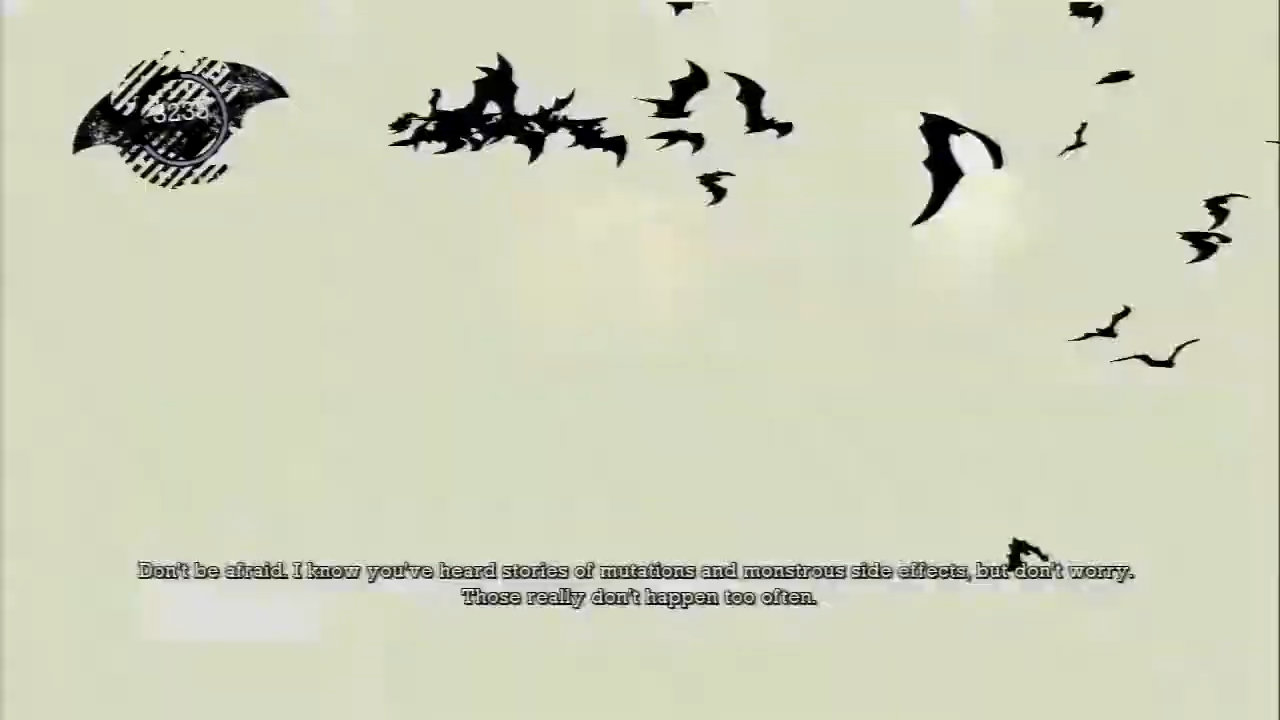 8235
Don't be afraid. I know you've heard stories of mutations and monstrous side effects, but don't worry.
Those really don't happen too often.